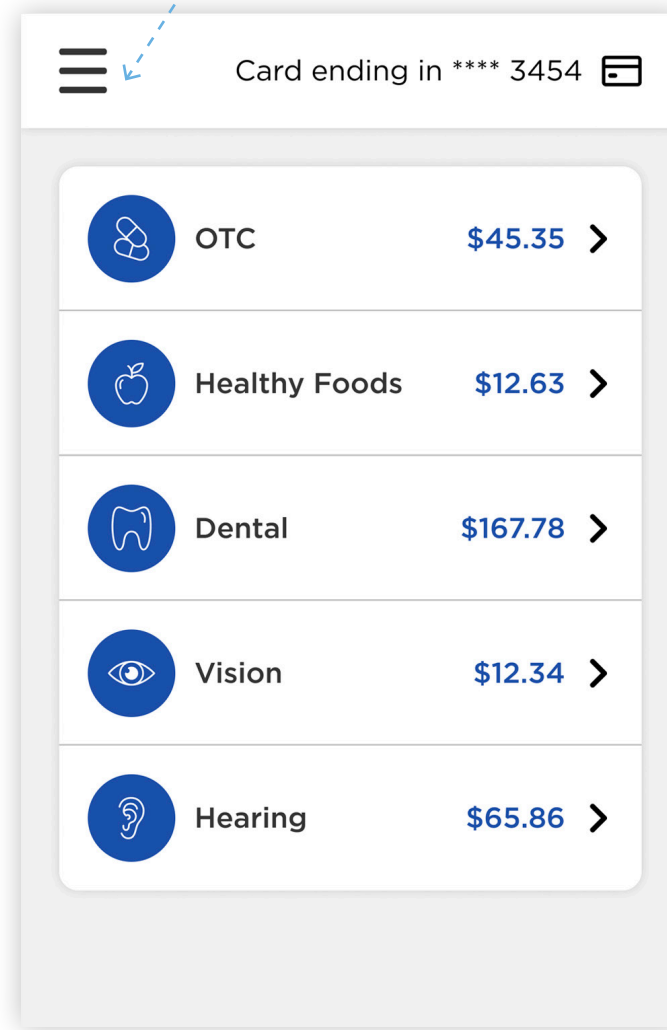 Card ending in **** 3454
OTC $45.35
Healthy Foods $12.63
Dental $167.78
Vision $12.34
Hearing $65.86